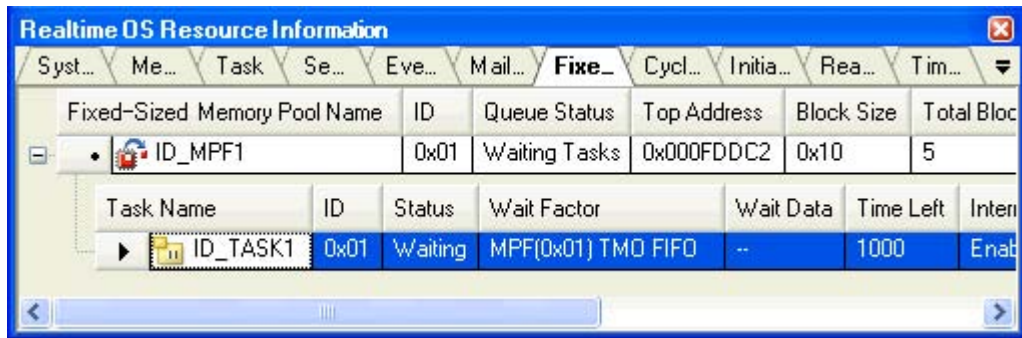 Realtime OS Resource Information
Syst... Me... Task Se... Eve... Mail... Fixe... Cycl... Initia... Rea... Tim...
Fixed-Sized Memory Pool Name ID Queue Status Top Address Block Size Total Bloc
ID_MPF1 0x01 Waiting Tasks 0x000FDDC2 0x10 5
Task Name ID Status Wait Factor Wait Data Time Left Inter
ID_TASK1 0x01 Waiting MPF(0x01) TMO FIFO -- 1000 Enab